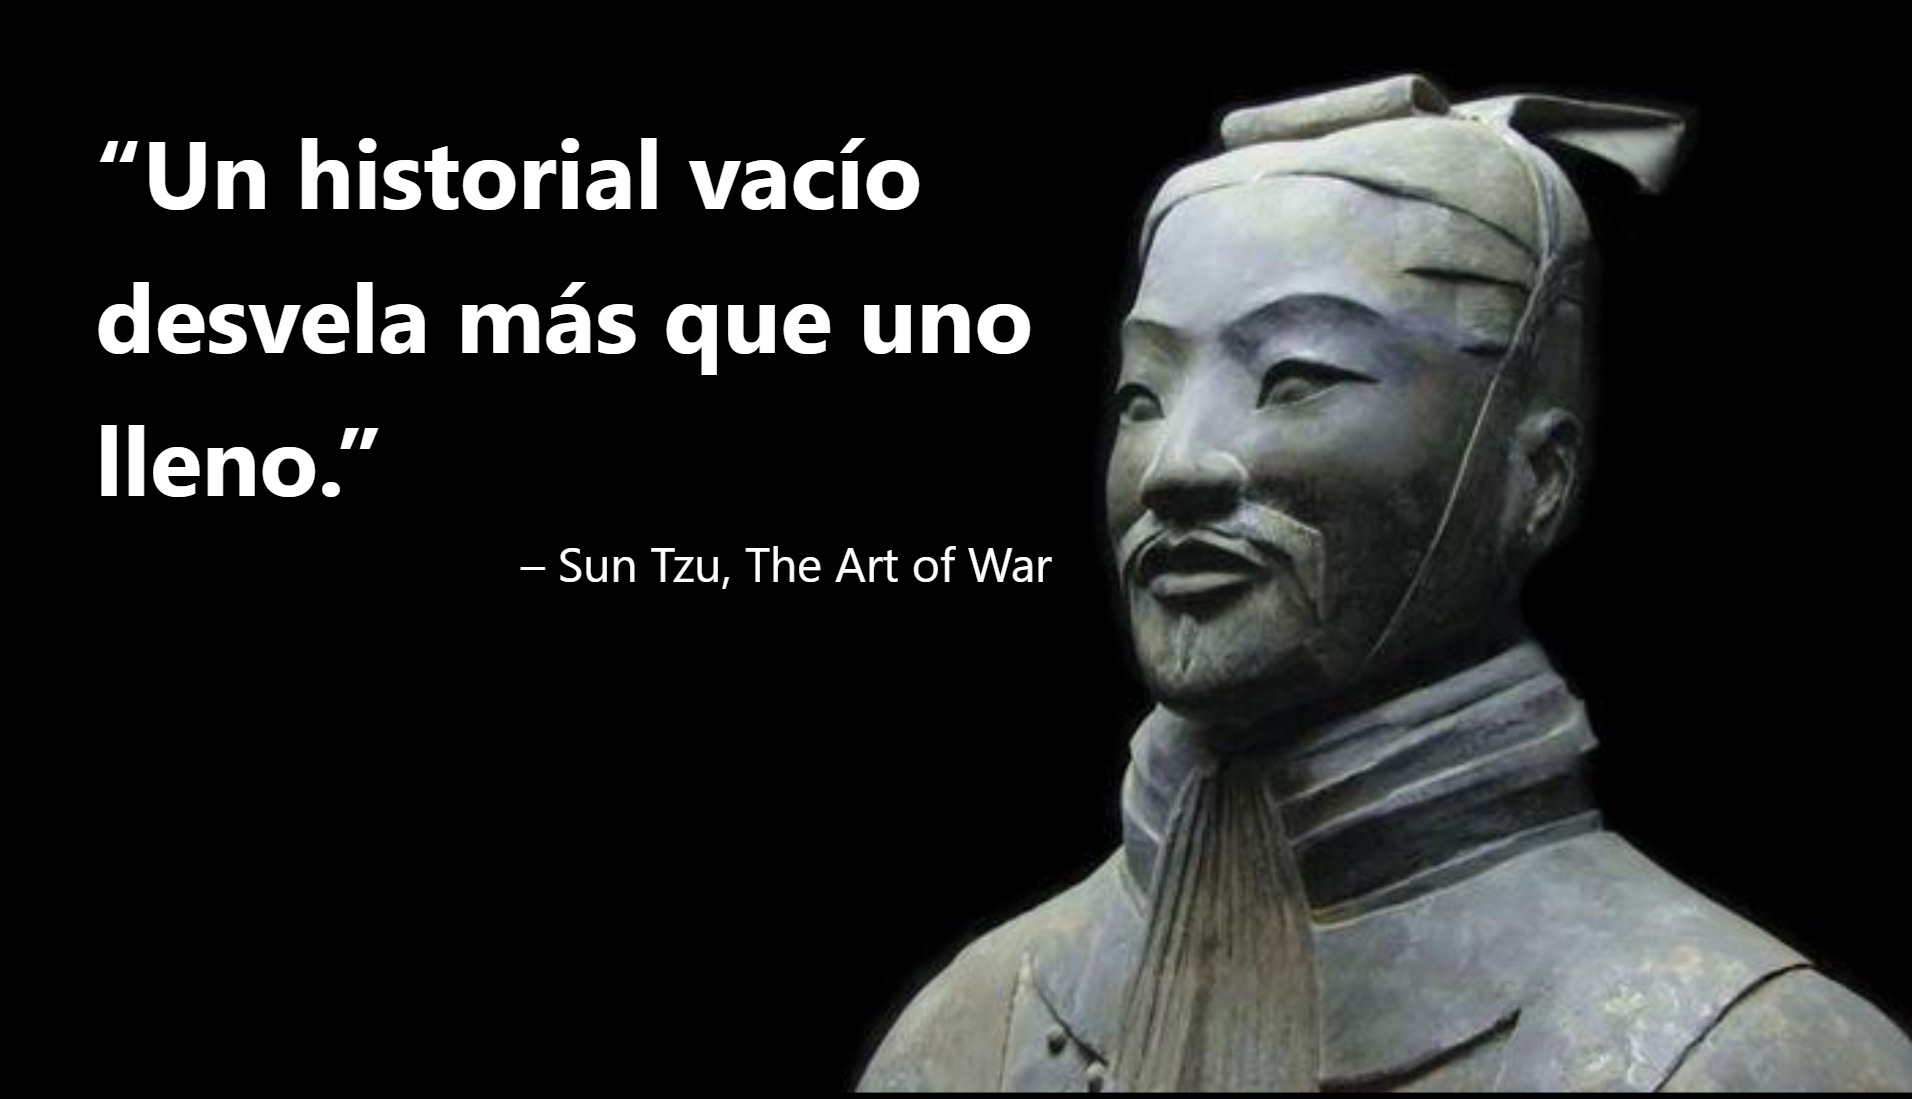 “Un historial vacío
desvela más que uno
lleno.”
– Sun Tzu, The Art of War